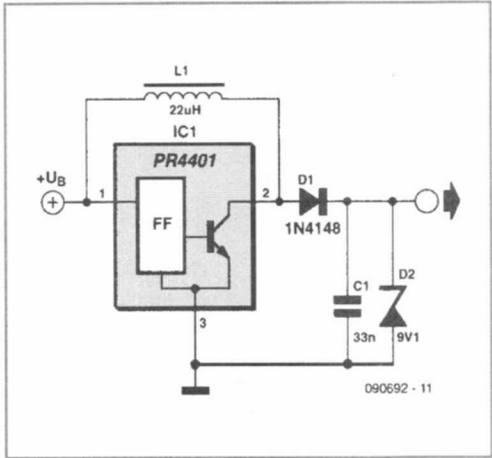 L1
22uH
IC1
PR4401
+UB
1
2
D1
1N4148
FF
C1
D2
33n
9V1
3
090692 - 11